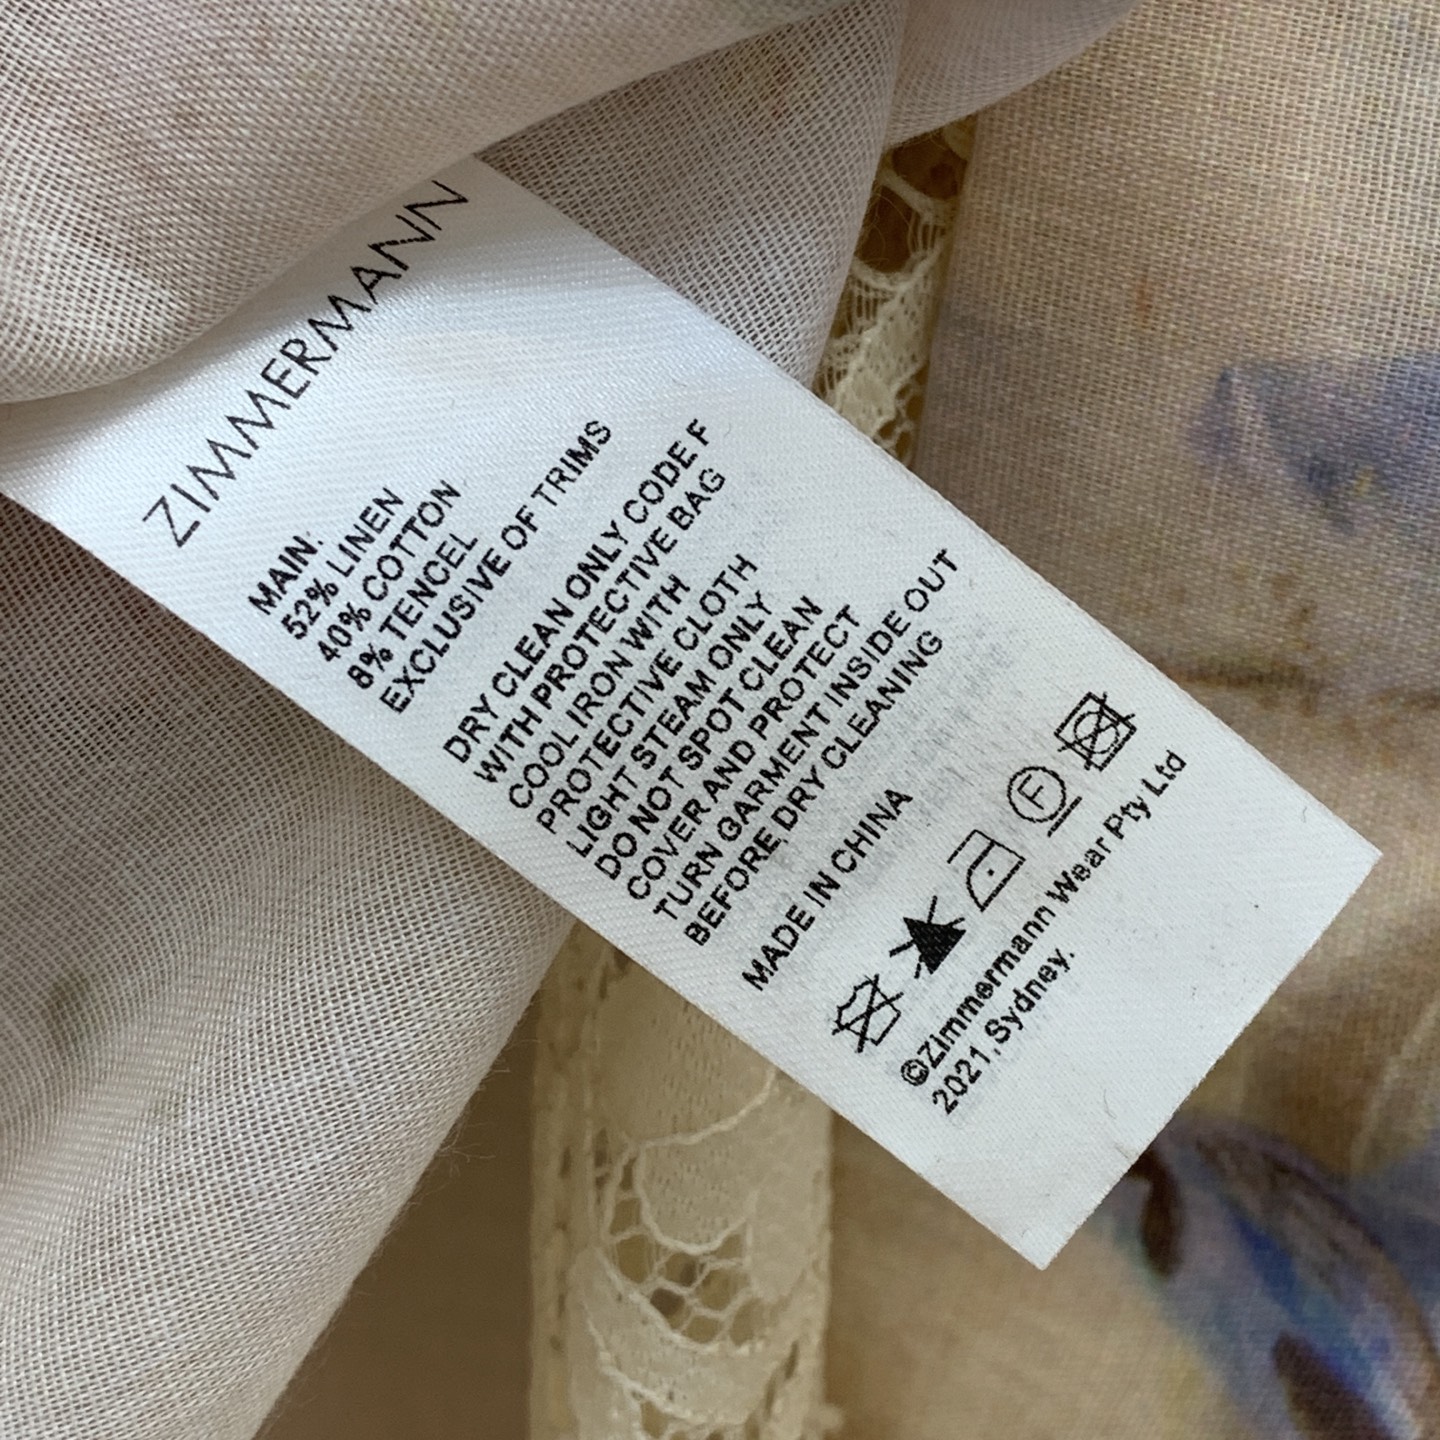 ZIMMERMANN
MAIN:
52% LINEN
40% COTTON
8% TENCEL
EXCLUSIVE OF TRIMS
DRY CLEAN ONLY CODE F
WITH PROTECTIVE BAG
COOL IRON WITH
PROTECTIVE CLOTH
LIGHT STEAM ONLY
DO NOT SPOT CLEAN
COVER AND PROTECT
TURN GARMENT INSIDE OUT
BEFORE DRY CLEANING
MADE IN CHINA
F
©Zimmermann Wear Pty Ltd
2021,Sydney.